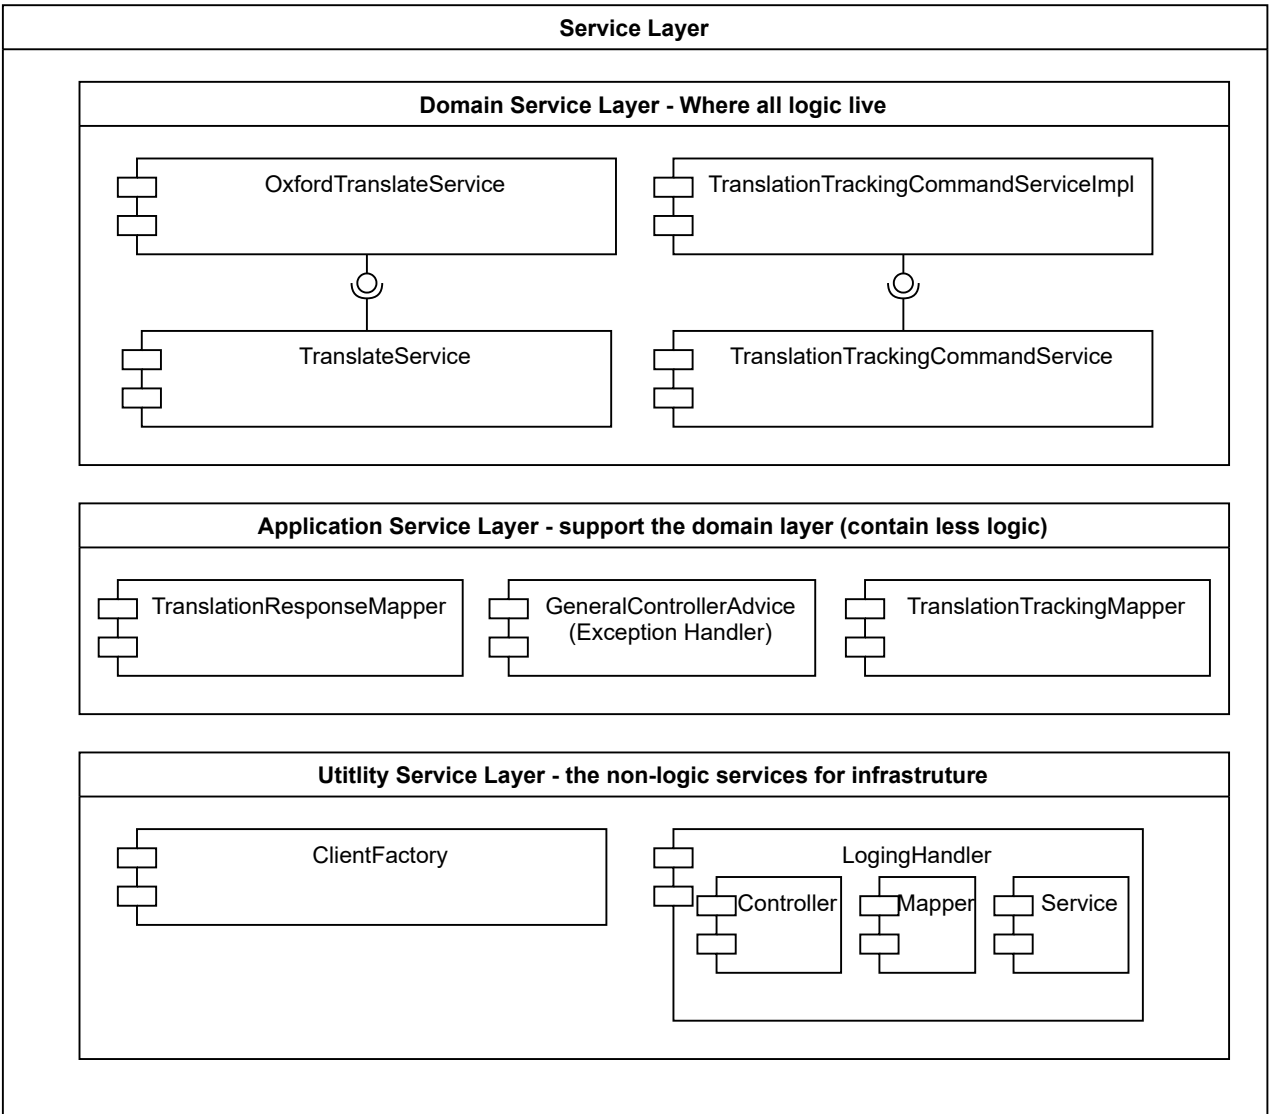 Service Layer
Domain Service Layer - Where all logic live
OxfordTranslateService
TranslationTrackingCommandServiceImpl
TranslateService
TranslationTrackingCommandService
Application Service Layer - support the domain layer (contain less logic)
TranslationResponseMapper
GeneralControllerAdvice
(Exception Handler)
TranslationTrackingMapper
Utitlity Service Layer - the non-logic services for infrastruture
ClientFactory
LogingHandler
Controller
Mapper
Service